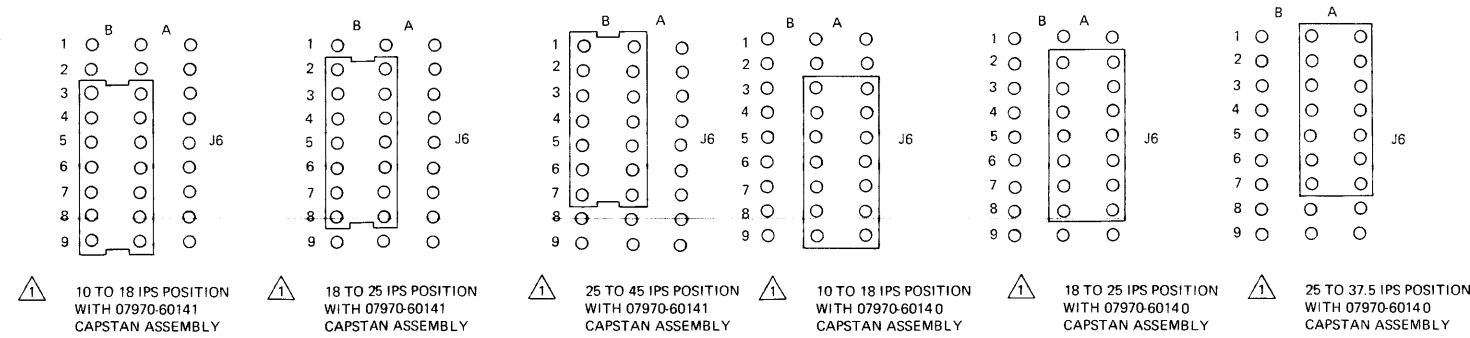 B A
1
2
3
4
5
6
7
8
9
J6
1
10 TO 18 IPS POSITION
WITH 07970-60141
CAPSTAN ASSEMBLY
B A
1
2
3
4
5
6
7
8
9
J6
1
18 TO 25 IPS POSITION
WITH 07970-60141
CAPSTAN ASSEMBLY
B A
1
2
3
4
5
6
7
8
9
J6
1
25 TO 45 IPS POSITION
WITH 07970-60141
CAPSTAN ASSEMBLY
B A
1
2
3
4
5
6
7
8
9
J6
1
10 TO 18 IPS POSITION
WITH 07970-60140
CAPSTAN ASSEMBLY
B A
1
2
3
4
5
6
7
8
9
J6
1
18 TO 25 IPS POSITION
WITH 07970-60140
CAPSTAN ASSEMBLY
B A
1
2
3
4
5
6
7
8
9
J6
1
25 TO 37.5 IPS POSITION
WITH 07970-60140
CAPSTAN ASSEMBLY